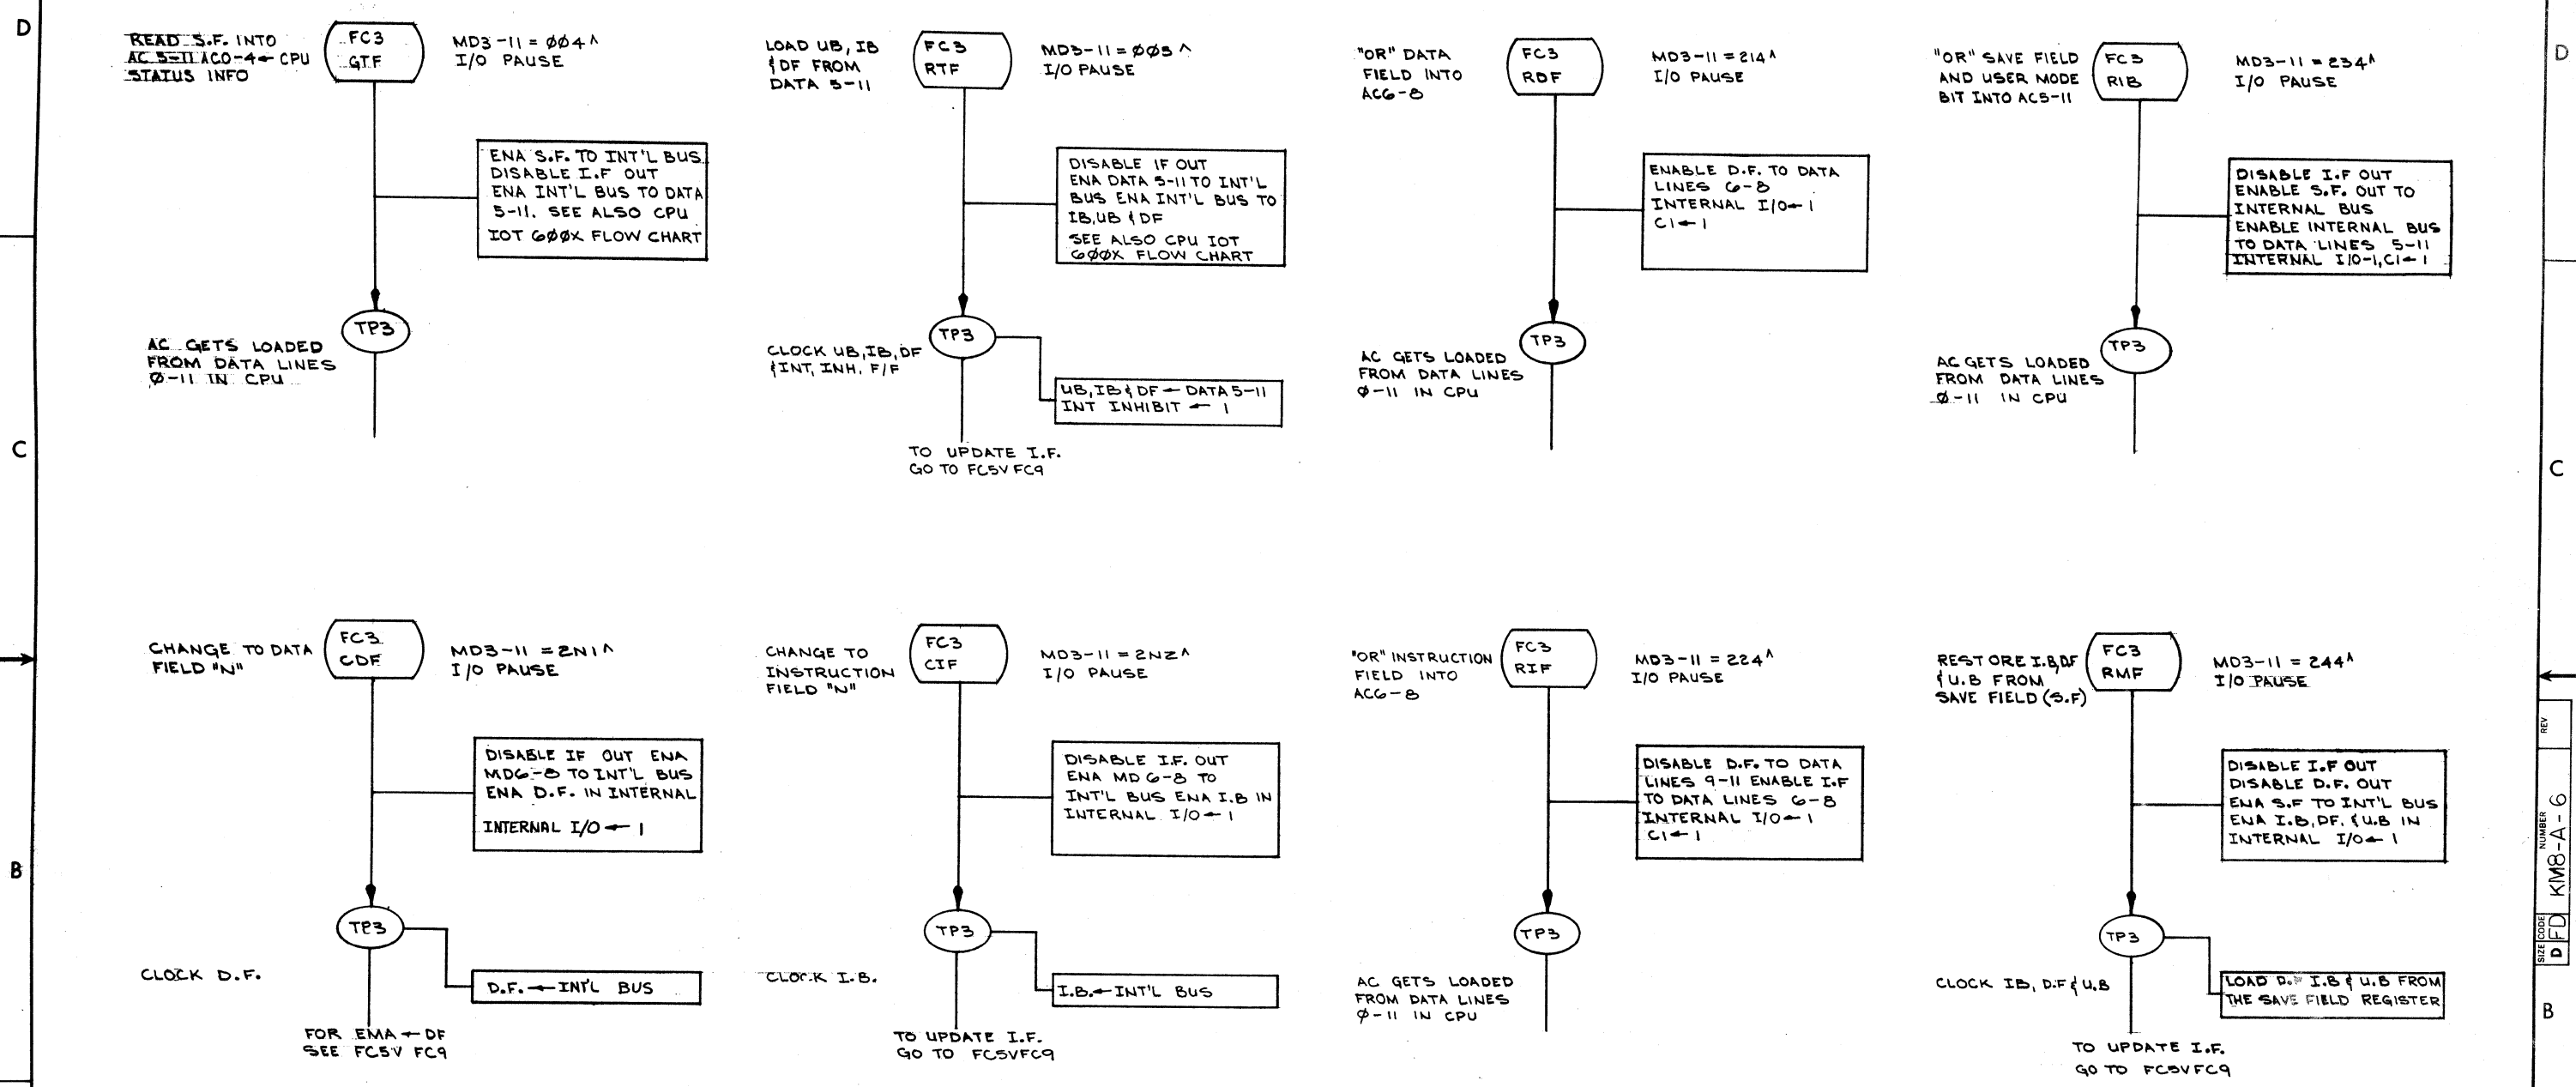 D
READ S.F. INTO
AC 5-11 AC0-4← CPU
STATUS INFO
FC3
GTF
MD3-11 = ØØ4 ^
I/O PAUSE
ENA S.F. TO INT'L BUS
DISABLE I.F OUT
ENA INT'L BUS TO DATA
5-11. SEE ALSO CPU
IOT 6ØØX FLOW CHART
TP3
AC GETS LOADED
FROM DATA LINES
Ø-11 IN CPU
LOAD UB, IB
& DF FROM
DATA 5-11
FC3
RTF
MD3-11 = ØØ5 ^
I/O PAUSE
DISABLE IF OUT
ENA DATA 5-11 TO INT'L
BUS ENA INT'L BUS TO
IB,UB & DF
SEE ALSO CPU IOT
6ØØX FLOW CHART
TP3
CLOCK UB, IB, DF
& INT, INH. F/F
UB, IB & DF ← DATA 5-11
INT INHIBIT ← 1
TO UPDATE I.F.
GO TO FC5V FC9
"OR" DATA
FIELD INTO
AC6-8
FC3
RDF
MD3-11 = 214 ^
I/O PAUSE
ENABLE D.F. TO DATA
LINES 6-8
INTERNAL I/O ← 1
C1 ← 1
TP3
AC GETS LOADED
FROM DATA LINES
Ø-11 IN CPU
"OR" SAVE FIELD
AND USER MODE
BIT INTO AC5-11
FC3
RIB
MD3-11 = 234 ^
I/O PAUSE
DISABLE I.F OUT
ENABLE S.F. OUT TO
INTERNAL BUS
ENABLE INTERNAL BUS
TO DATA LINES 5-11
INTERNAL I/O-1, C1 ← 1
TP3
AC GETS LOADED
FROM DATA LINES
Ø-11 IN CPU
D
C
C
CHANGE TO DATA
FIELD "N"
FC3
CDF
MD3-11 = 2N1 ^
I/O PAUSE
DISABLE IF OUT ENA
MD6-8 TO INT'L BUS
ENA D.F. IN INTERNAL
INTERNAL I/O ← 1
TP3
CLOCK D.F.
D.F. ← INT'L BUS
FOR EMA ← DF
SEE FC5V FC9
CHANGE TO
INSTRUCTION
FIELD "N"
FC3
CIF
MD3-11 = 2N2 ^
I/O PAUSE
DISABLE I.F. OUT
ENA MD 6-8 TO
INT'L BUS ENA I.B IN
INTERNAL I/O ← 1
TP3
CLOCK I.B.
I.B. ← INT'L BUS
TO UPDATE I.F.
GO TO FC5VFC9
"OR" INSTRUCTION
FIELD INTO
AC6-8
FC3
RIF
MD3-11 = 224 ^
I/O PAUSE
DISABLE D.F. TO DATA
LINES 9-11 ENABLE I.F
TO DATA LINES 6-8
INTERNAL I/O ← 1
C1 ← 1
TP3
AC GETS LOADED
FROM DATA LINES
Ø-11 IN CPU
RESTORE I.B,DF
& U.B FROM
SAVE FIELD (S.F)
FC3
RMF
MD3-11 = 244 ^
I/O PAUSE
DISABLE I.F OUT
DISABLE D.F. OUT
ENA S.F TO INT'L BUS
ENA I.B, DF. & U.B IN
INTERNAL I/O ← 1
TP3
CLOCK IB, D.F & U.B
LOAD D.F I.B & U.B FROM
THE SAVE FIELD REGISTER
TO UPDATE I.F.
GO TO FC5VFC9
B
B
SIZE CODE NUMBER REV
D FD KM8-A-6